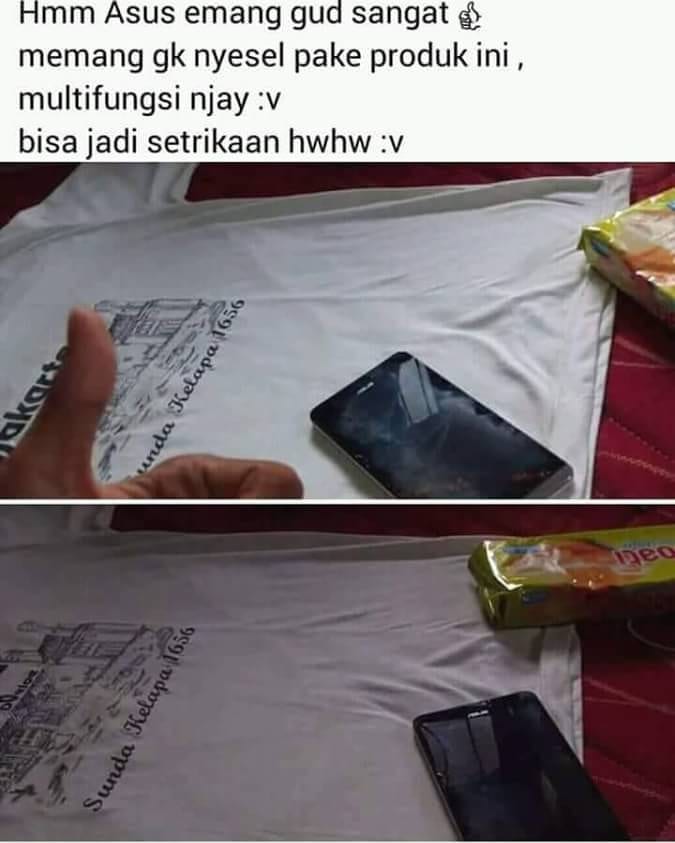 Hmm Asus emang gud sangat 👍
memang gk nyesel pake produk ini ,
multifungsi njay :v
bisa jadi setrikaan hwhw :v
Sunda Kelapa 1656
ASUS
Sunda Kelapa 1656
ASUS